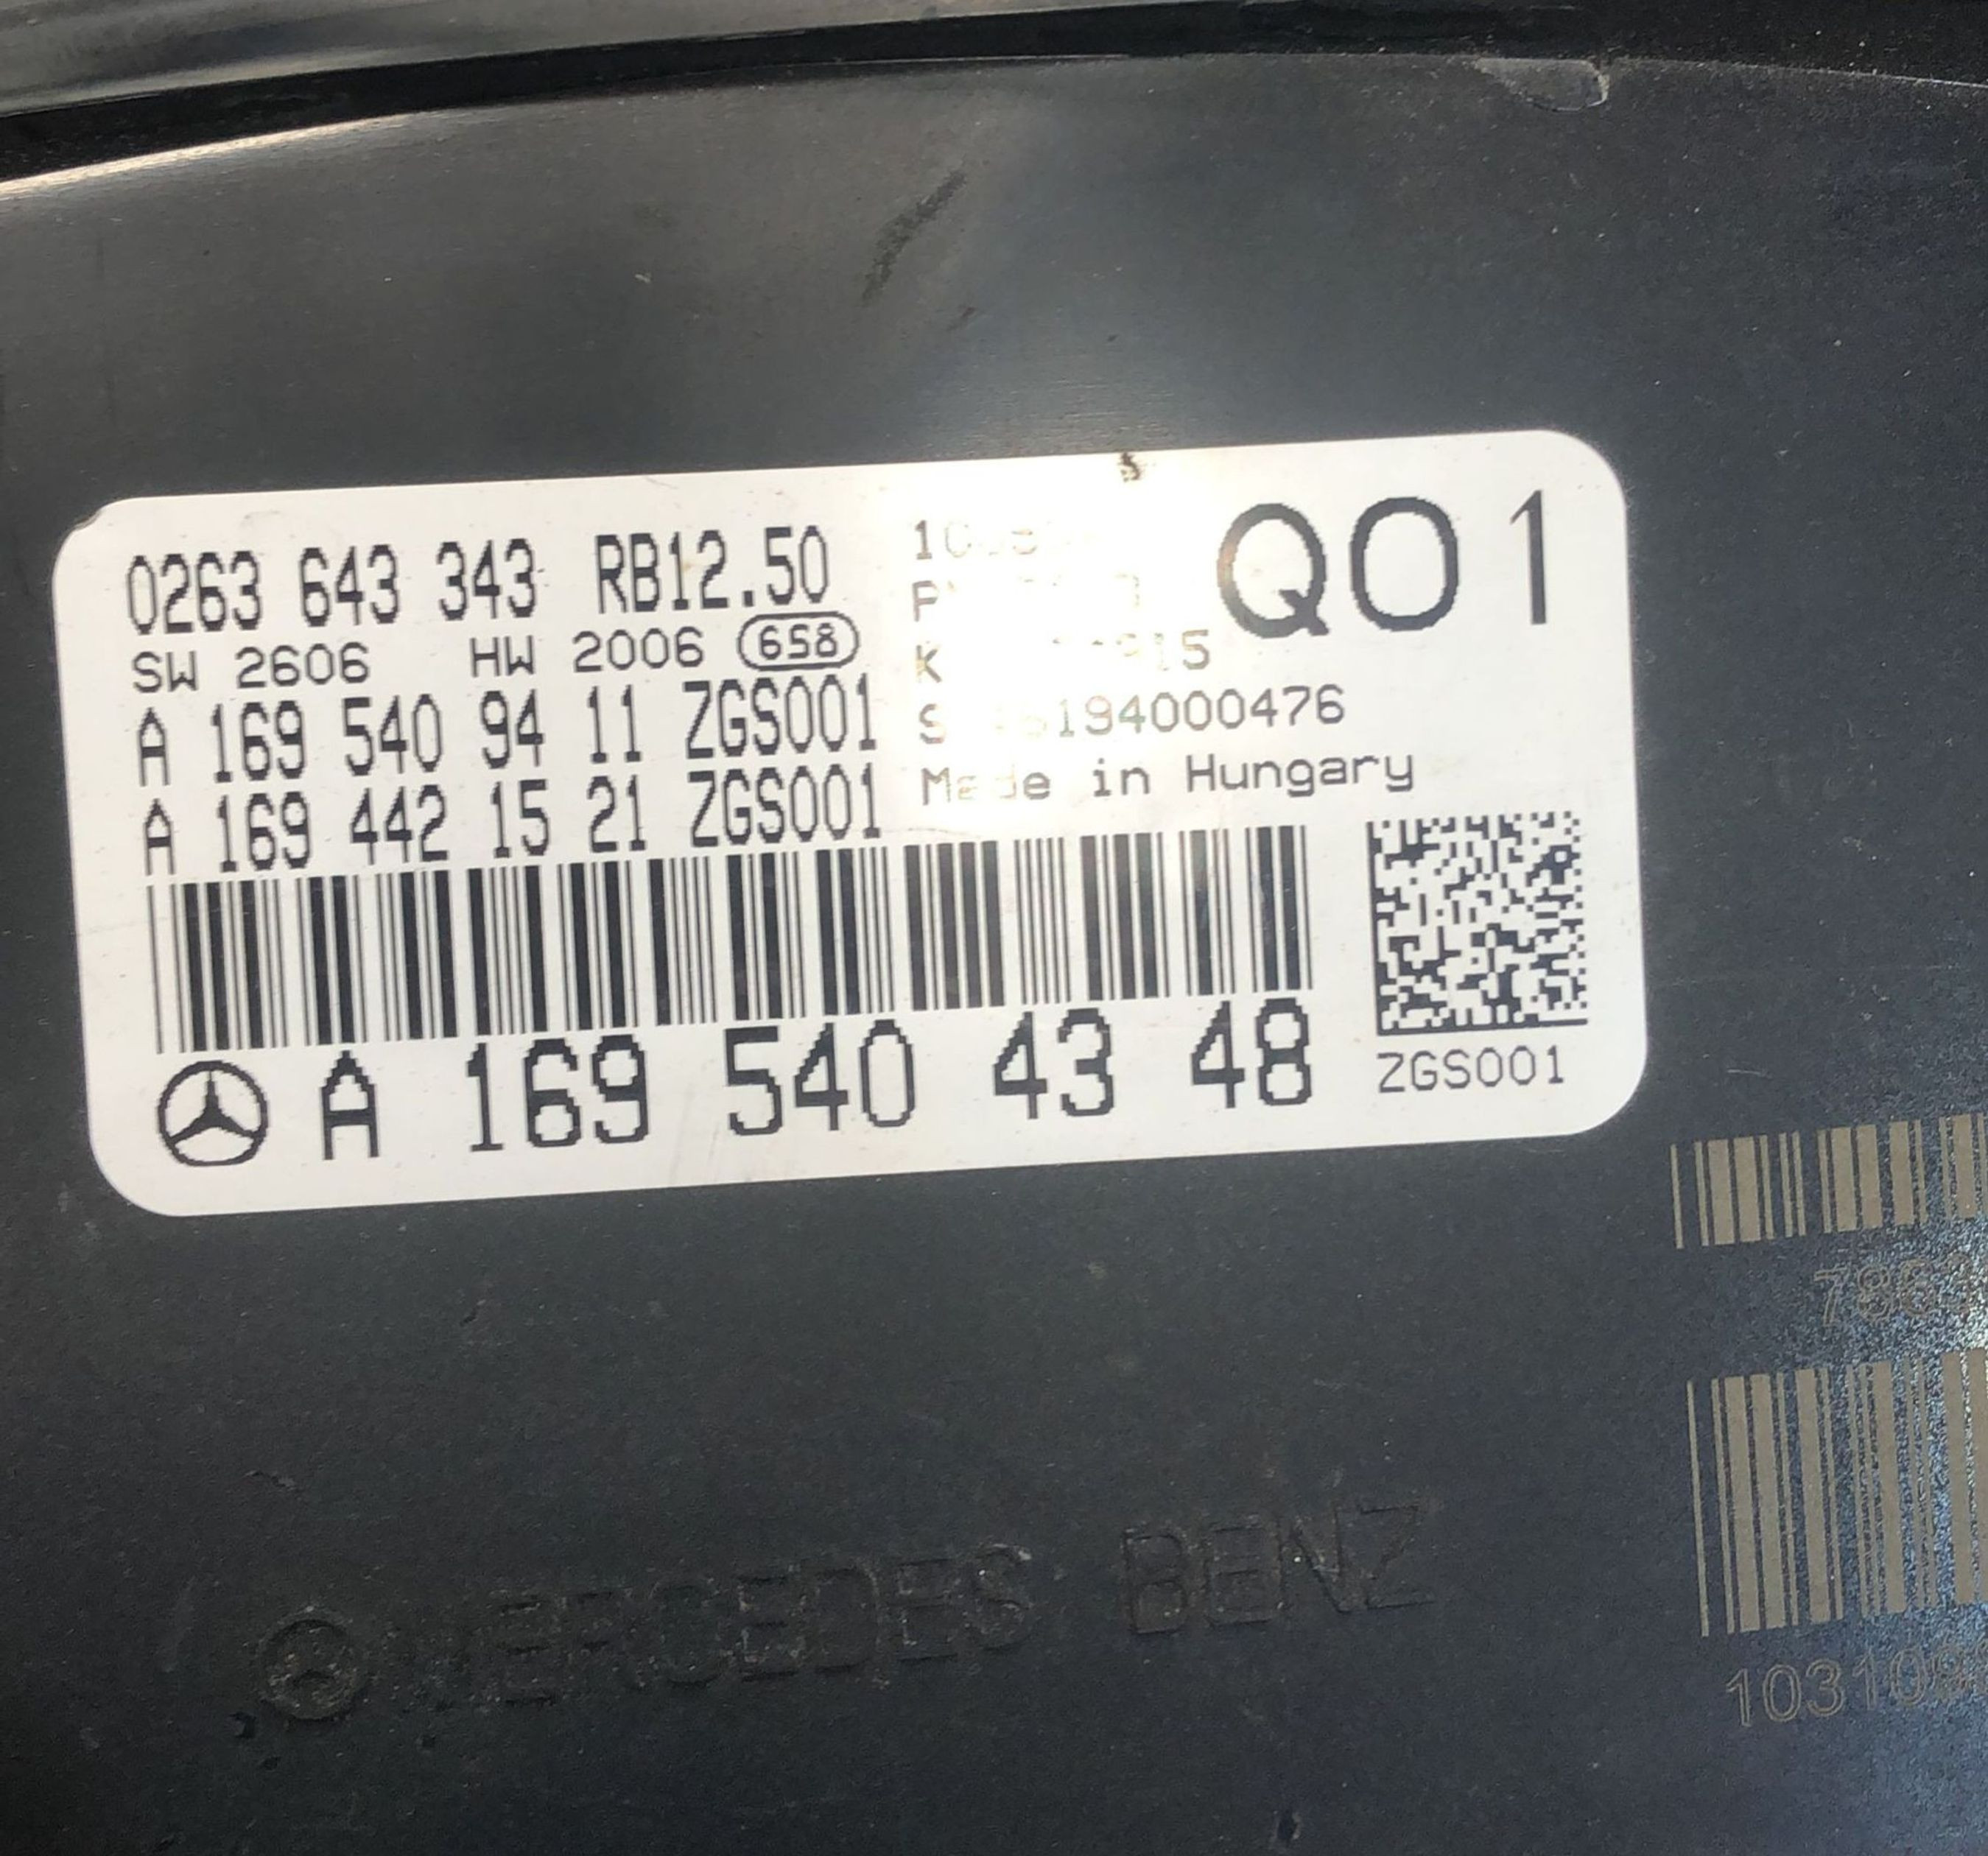 0263 643 343 RB12.50
SW 2606 HW 2006 658
A 169 540 94 11 ZGS001
A 169 442 15 21 ZGS001
Made in Hungary
Q01
A 169 540 43 48
ZGS001
MERCEDES BENZ